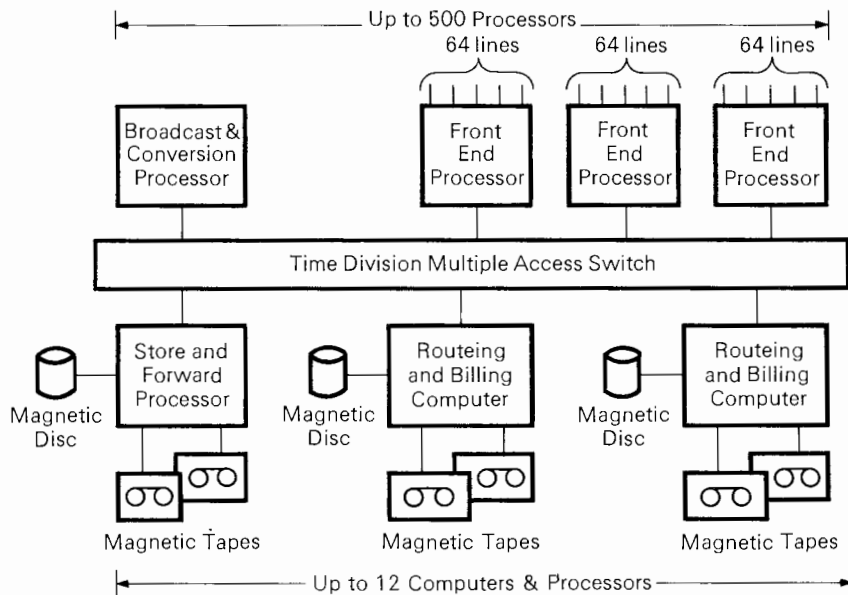 Up to 500 Processors
64 lines
64 lines
64 lines
Broadcast &
Conversion
Processor
Front
End
Processor
Front
End
Processor
Front
End
Processor
Time Division Multiple Access Switch
Store and
Forward
Processor
Routeing
and Billing
Computer
Routeing
and Billing
Computer
Magnetic
Disc
Magnetic
Disc
Magnetic
Disc
Magnetic Tapes
Magnetic Tapes
Magnetic Tapes
Up to 12 Computers & Processors